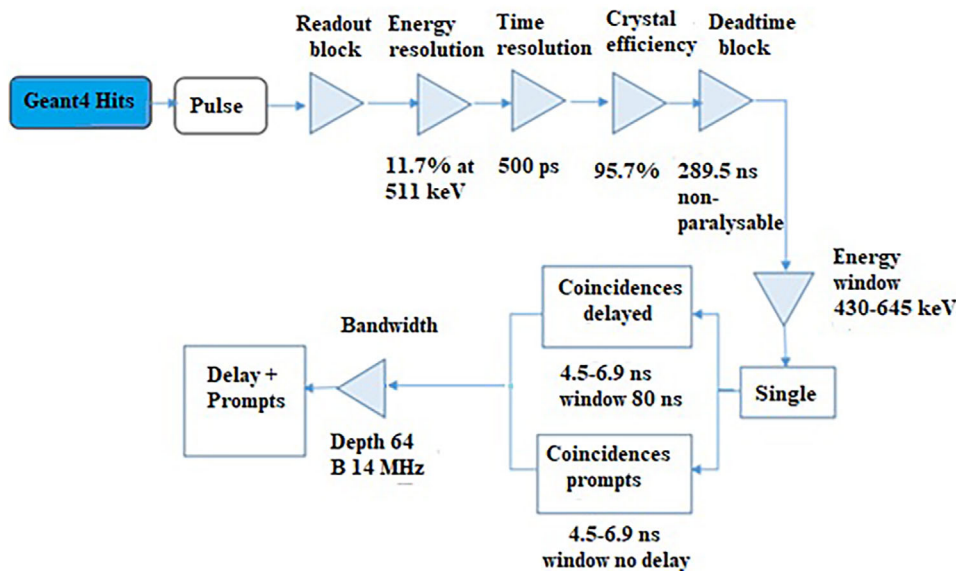 Readout
block
Energy
resolution
Time
resolution
Crystal
efficiency
Deadtime
block
Geant4 Hits
Pulse
11.7% at
511 keV
500 ps
95.7%
289.5 ns
non-
paralysable
Energy
window
430-645 keV
Single
Coincidences
delayed
4.5-6.9 ns
window 80 ns
Coincidences
prompts
4.5-6.9 ns
window no delay
Bandwidth
Depth 64
B 14 MHz
Delay +
Prompts